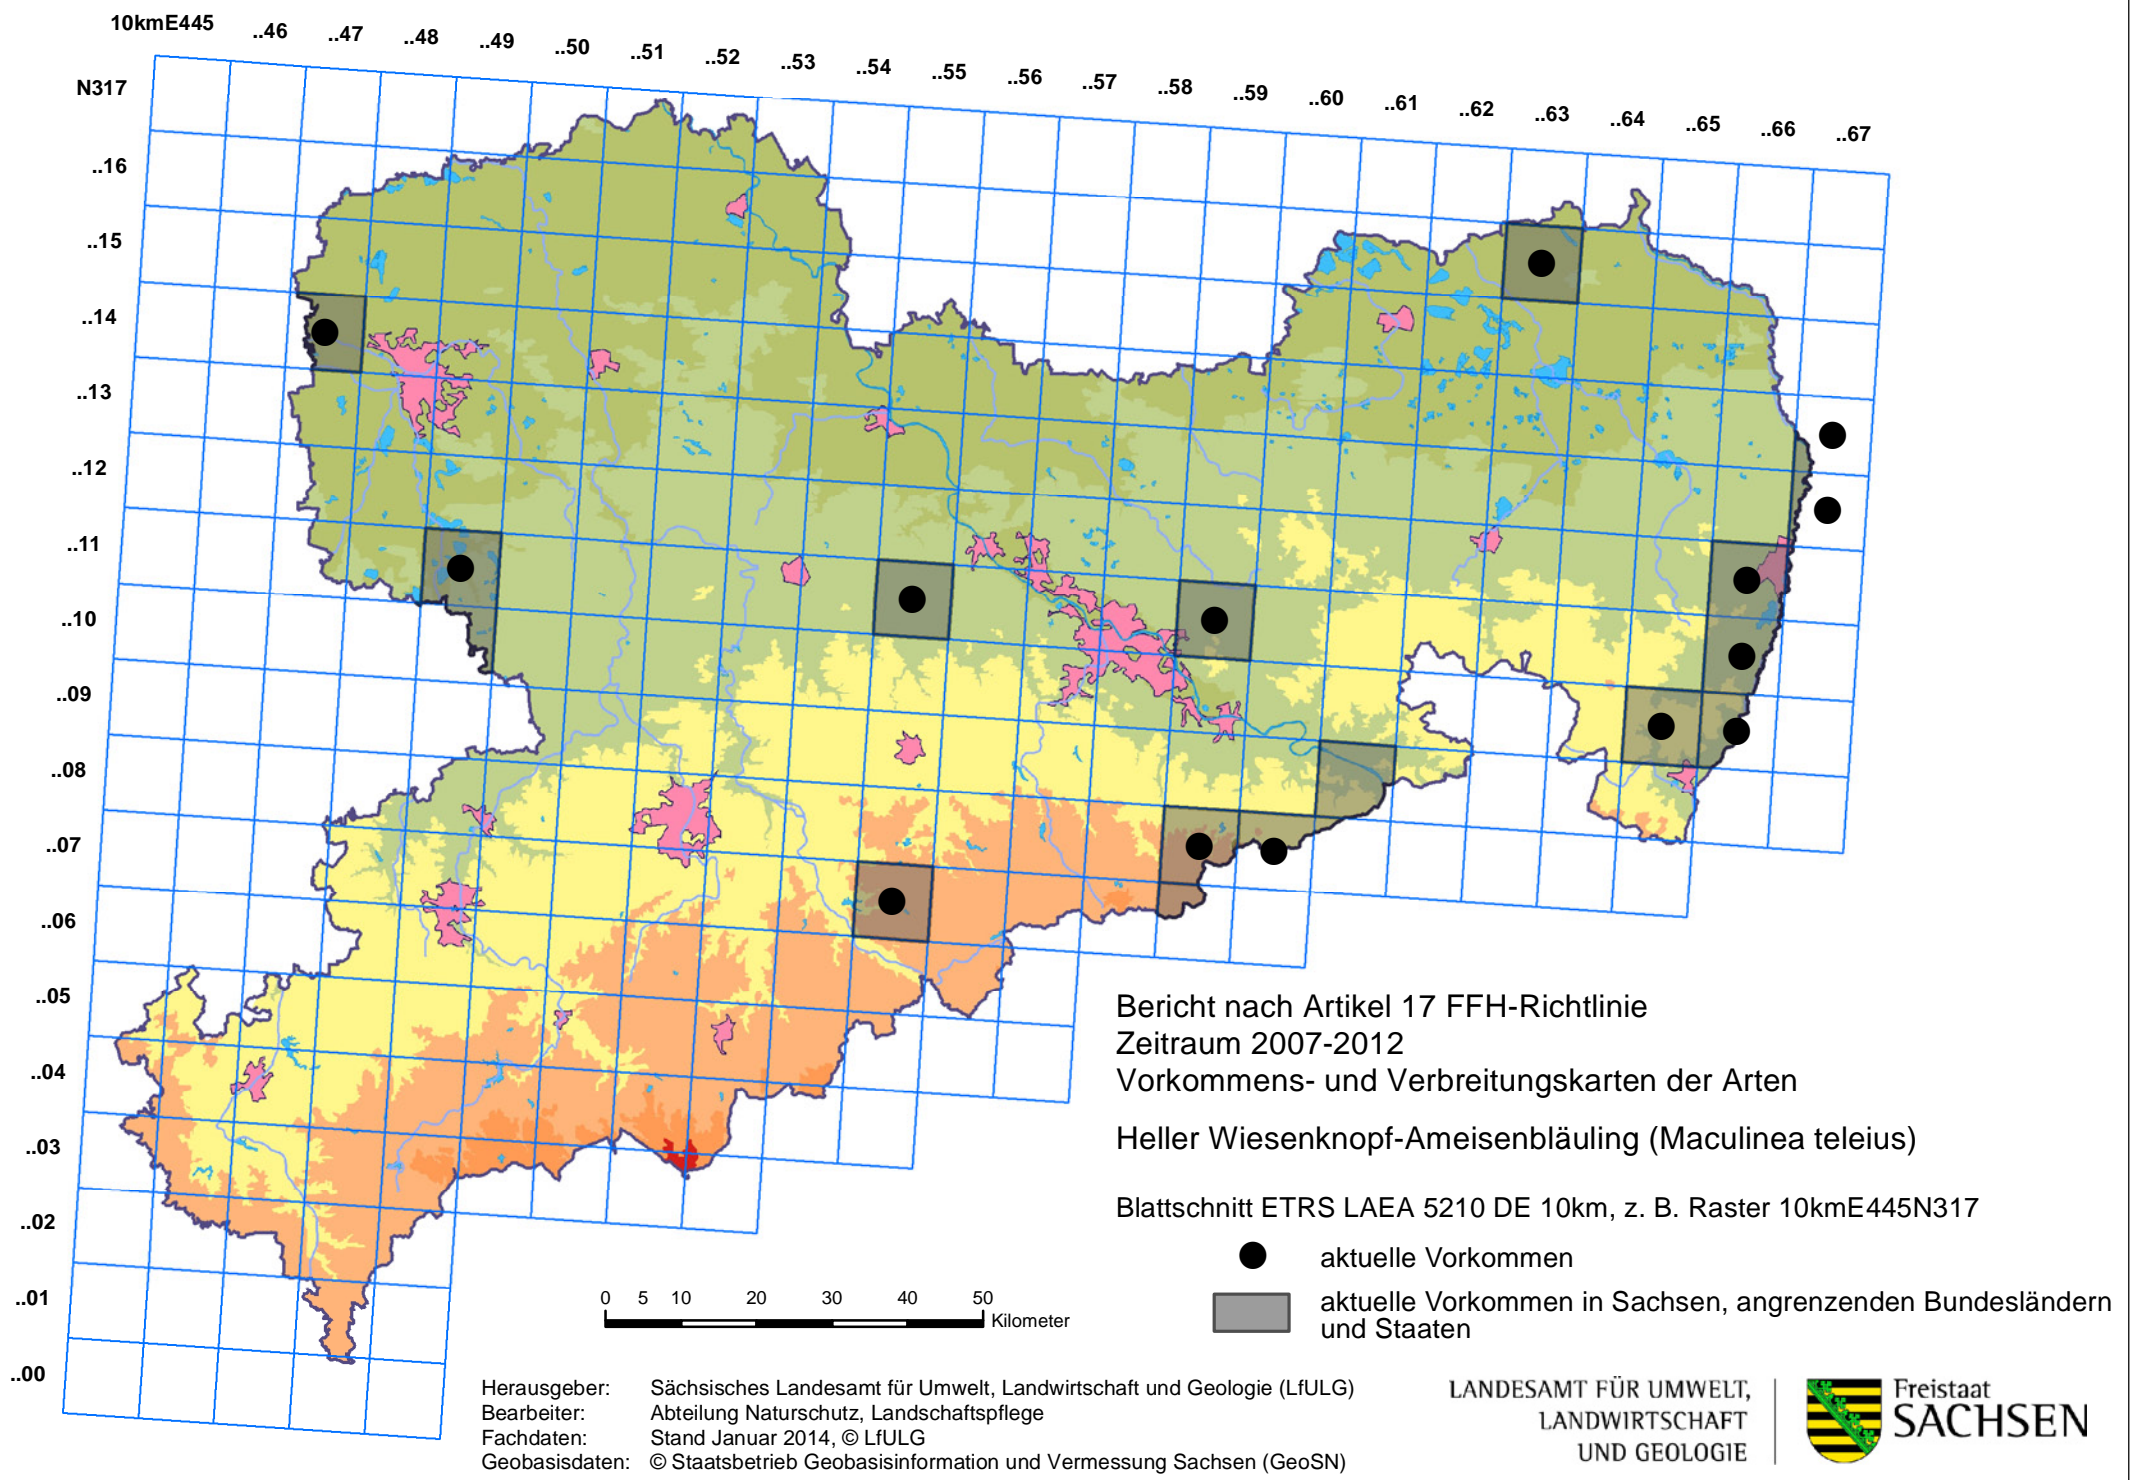 10kmE445 ..46 ..47 ..48 ..49 ..50 ..51 ..52 ..53 ..54 ..55 ..56 ..57 ..58 ..59 ..60 ..61 ..62 ..63 ..64 ..65 ..66 ..67
N317
..16
..15
..14
..13
..12
..11
..10
..09
..08
..07
..06
..05
..04
..03
..02
..01
..00
Bericht nach Artikel 17 FFH-Richtlinie
Zeitraum 2007-2012
Vorkommens- und Verbreitungskarten der Arten
Heller Wiesenknopf-Ameisenbläuling (Maculinea teleius)
Blattschnitt ETRS LAEA 5210 DE 10km, z. B. Raster 10kmE445N317
aktuelle Vorkommen
aktuelle Vorkommen in Sachsen, angrenzenden Bundesländern
und Staaten
0 5 10 20 30 40 50
Kilometer
Herausgeber: Sächsisches Landesamt für Umwelt, Landwirtschaft und Geologie (LfULG)
Bearbeiter: Abteilung Naturschutz, Landschaftspflege
Fachdaten: Stand Januar 2014, © LfULG
Geobasisdaten: © Staatsbetrieb Geobasisinformation und Vermessung Sachsen (GeoSN)
LANDESAMT FÜR UMWELT,
LANDWIRTSCHAFT
UND GEOLOGIE
Freistaat
SACHSEN